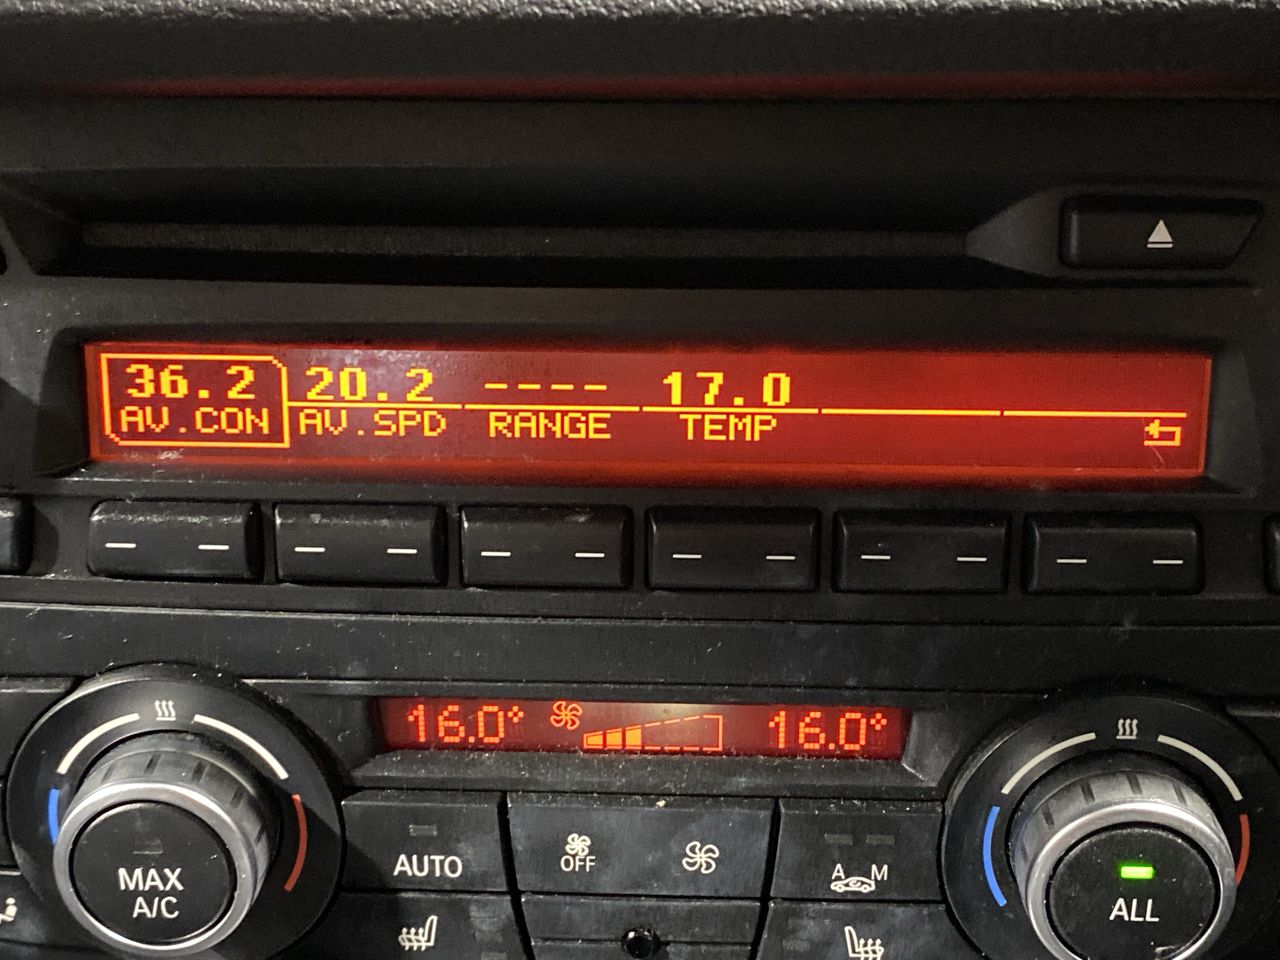 36.2 20.2 ---- 17.0
AV.CON AV.SPD RANGE TEMP
16.0° 16.0°
MAX
A/C
AUTO
OFF
A M
ALL